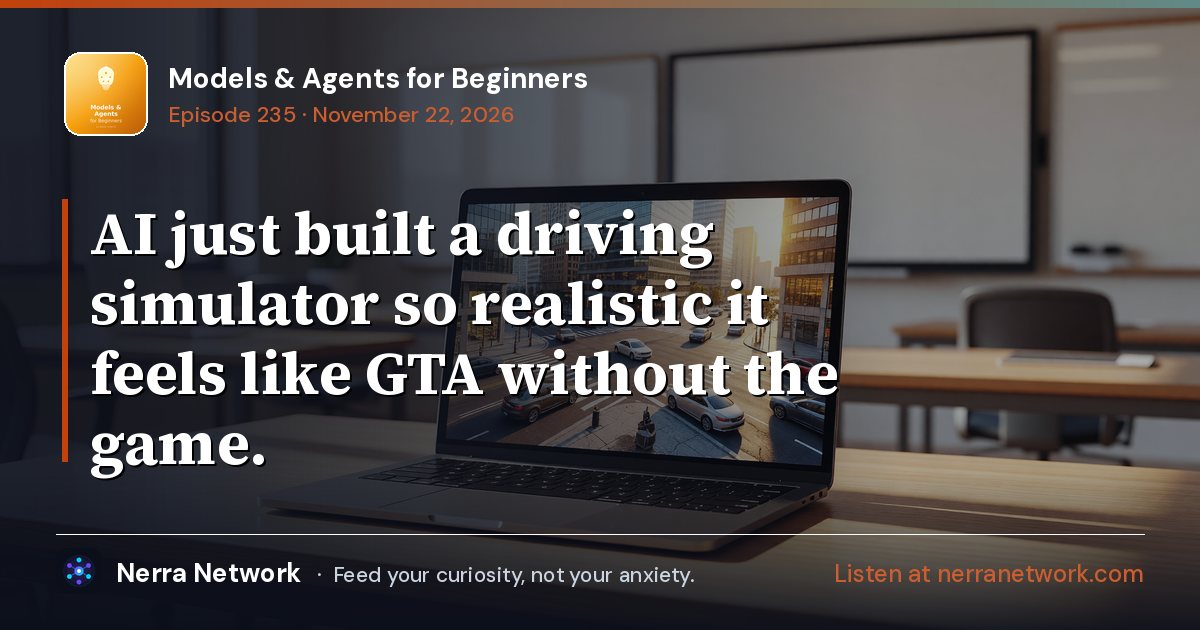 Models & Agents for Beginners
Episode 235 · November 22, 2026
Models &
Agents
for Beginners
AI just built a driving
simulator so realistic it
feels like GTA without the
game.
Nerra Network · Feed your curiosity, not your anxiety.
Listen at nerranetwork.com